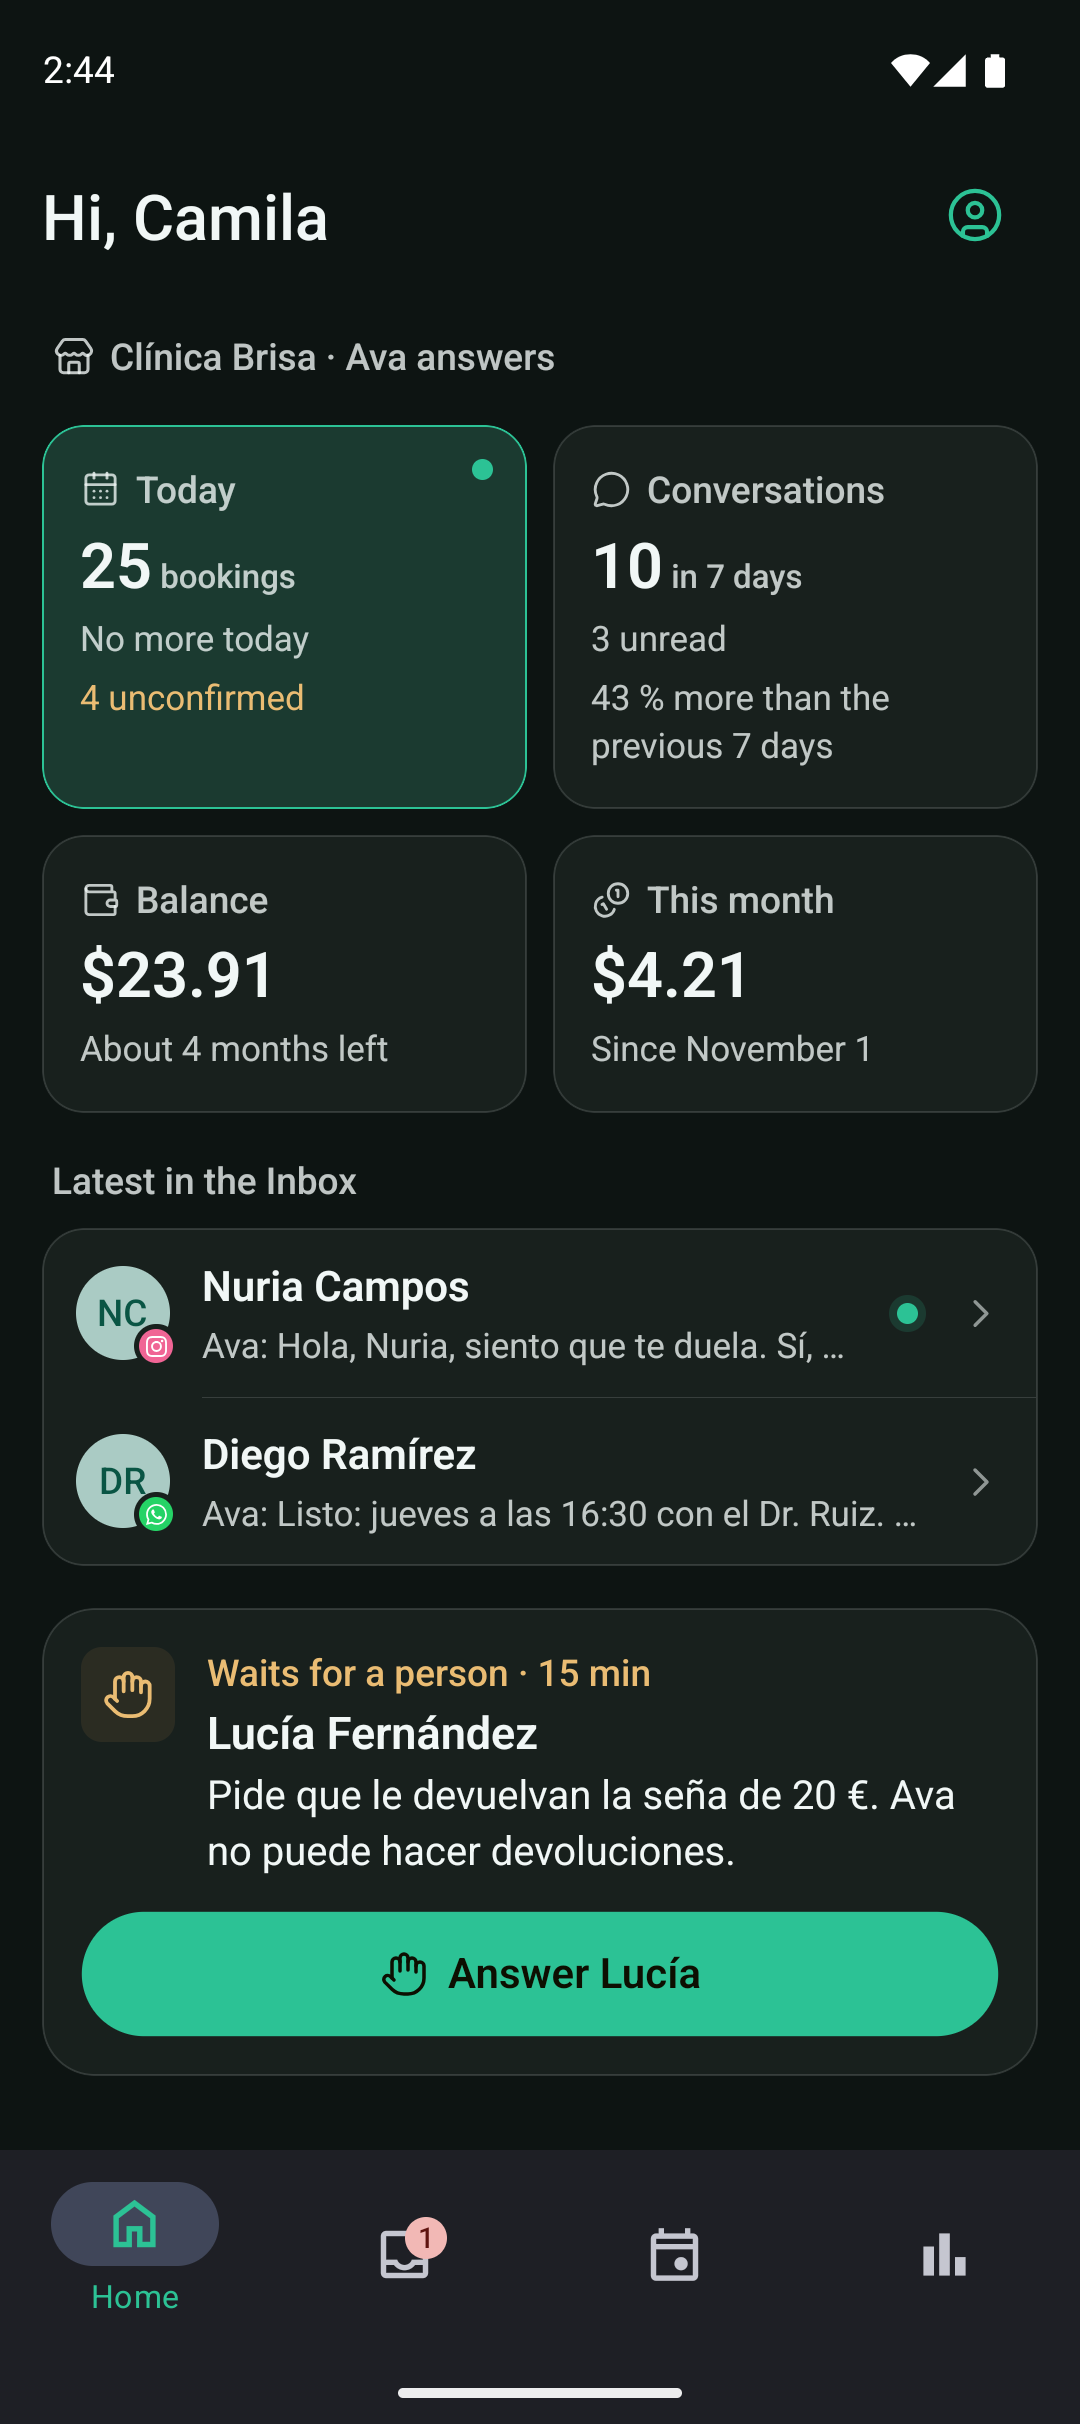 2:44
Hi, Camila
Clínica Brisa · Ava answers
Today
25 bookings
No more today
4 unconfirmed
Conversations
10 in 7 days
3 unread
43 % more than the
previous 7 days
Balance
$23.91
About 4 months left
This month
$4.21
Since November 1
Latest in the Inbox
NC
Nuria Campos
Ava: Hola, Nuria, siento que te duela. Sí, ...
DR
Diego Ramírez
Ava: Listo: jueves a las 16:30 con el Dr. Ruiz. ...
Waits for a person · 15 min
Lucía Fernández
Pide que le devuelvan la seña de 20 €. Ava
no puede hacer devoluciones.
Answer Lucía
1
Home